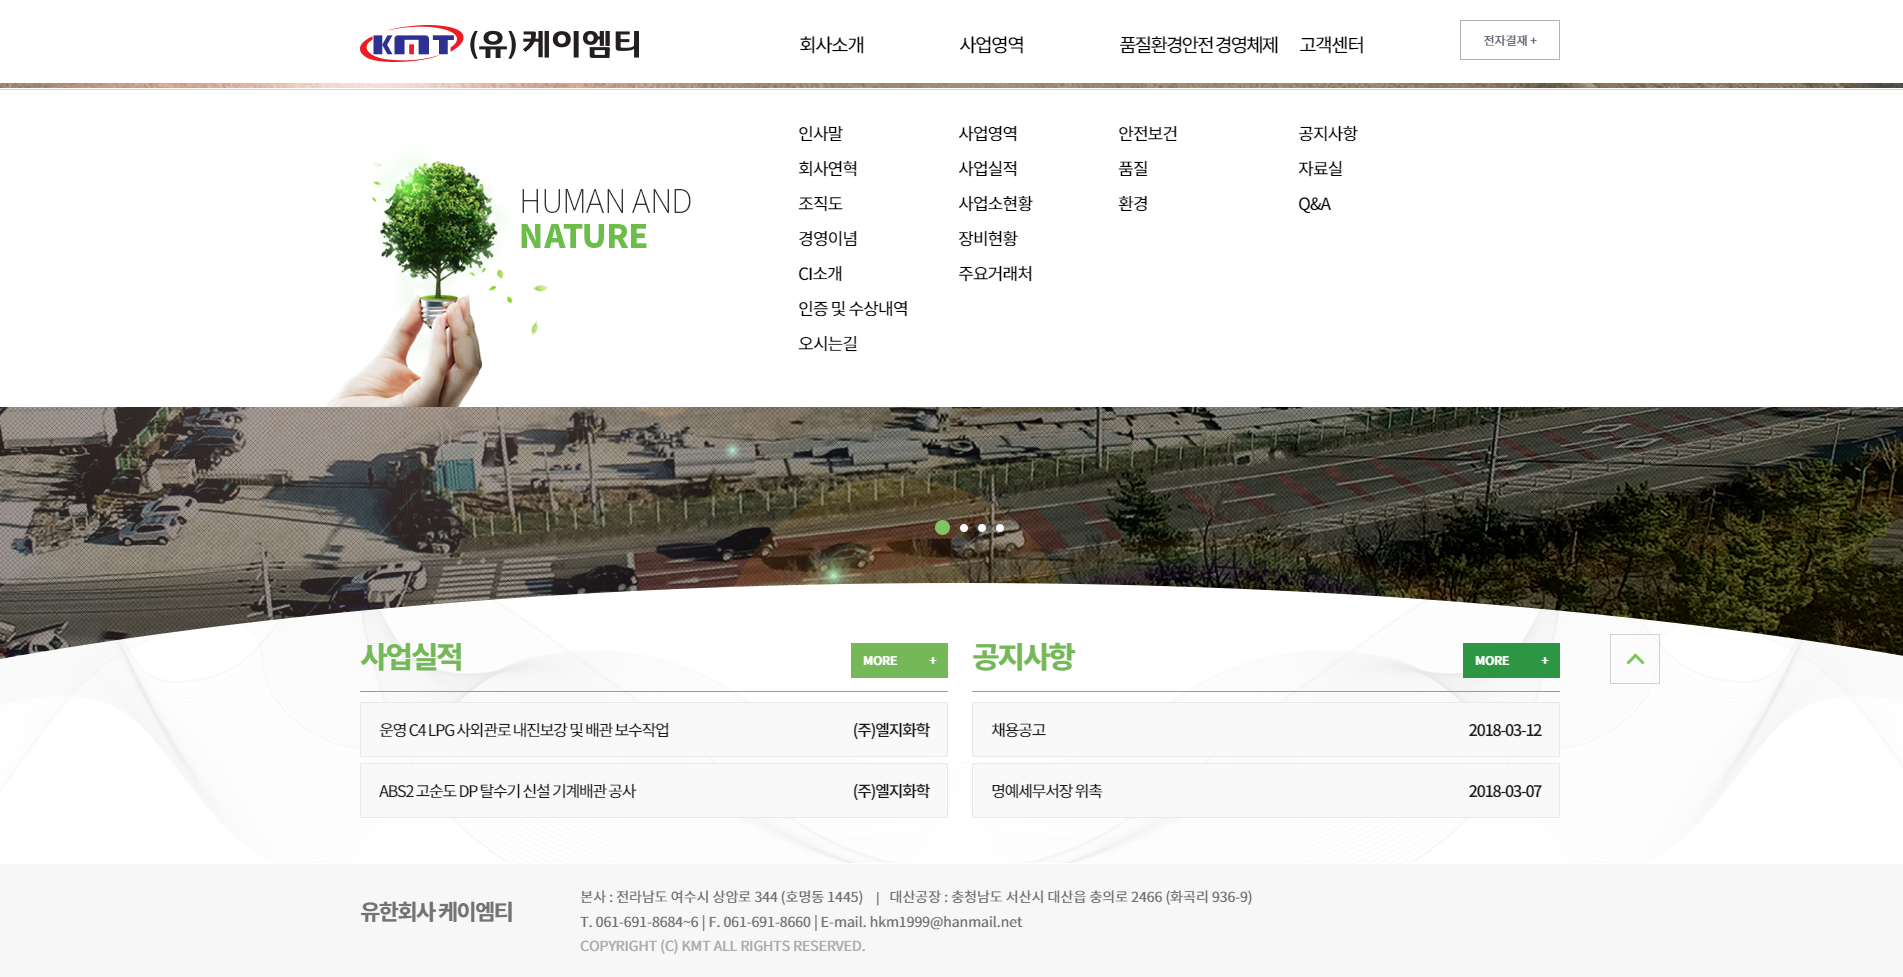 KMT (유)케이엠티
회사소개
사업영역
품질환경안전 경영체제
고객센터
전자결재 +
HUMAN AND
NATURE
인사말
회사연혁
조직도
경영이념
CI소개
인증 및 수상내역
오시는길
사업영역
사업실적
사업소현황
장비현황
주요거래처
안전보건
품질
환경
공지사항
자료실
Q&A
사업실적
MORE +
운영 C4 LPG 사외관로 내진보강 및 배관 보수작업 (주)엘지화학
ABS2 고순도 DP 탈수기 신설 기계배관 공사 (주)엘지화학
공지사항
MORE +
채용공고 2018-03-12
명예세무서장 위촉 2018-03-07
유한회사 케이엠티
본사 : 전라남도 여수시 상암로 344 (호명동 1445) | 대산공장 : 충청남도 서산시 대산읍 충의로 2466 (화곡리 936-9)
T. 061-691-8684~6 | F. 061-691-8660 | E-mail. hkm1999@hanmail.net
COPYRIGHT (C) KMT ALL RIGHTS RESERVED.